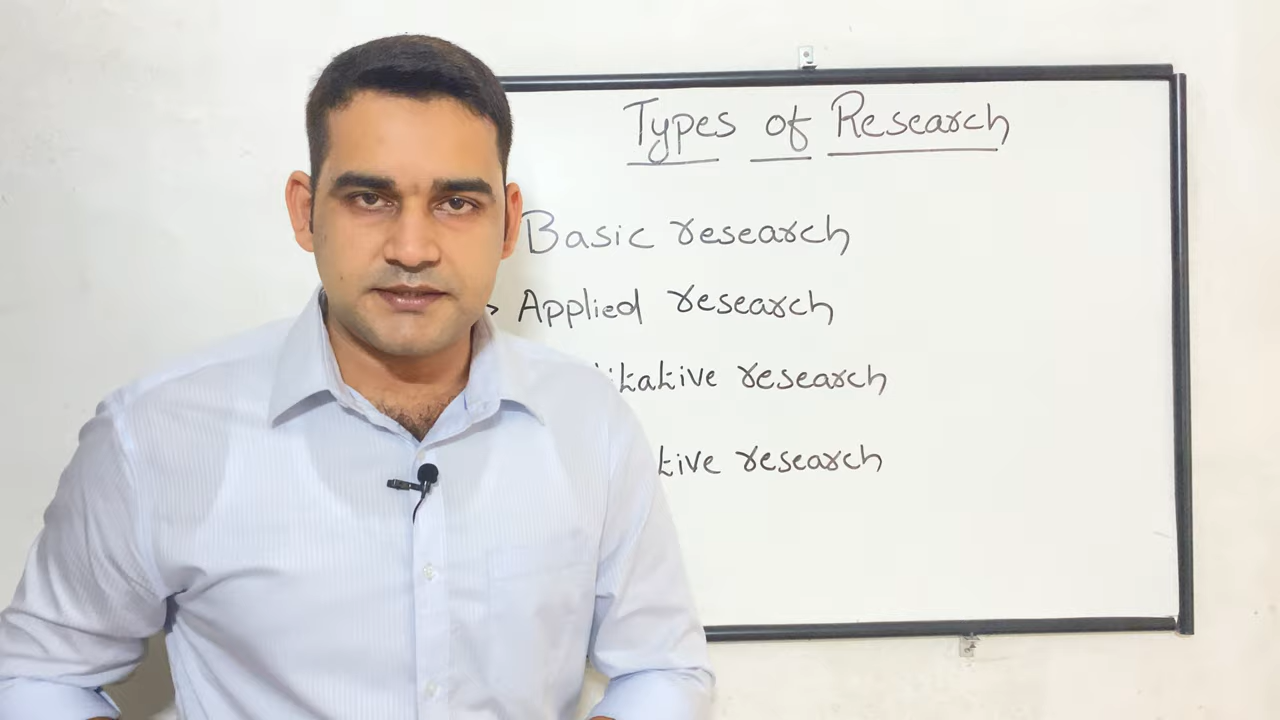 Types of Research
Basic research
> Applied research
research
research